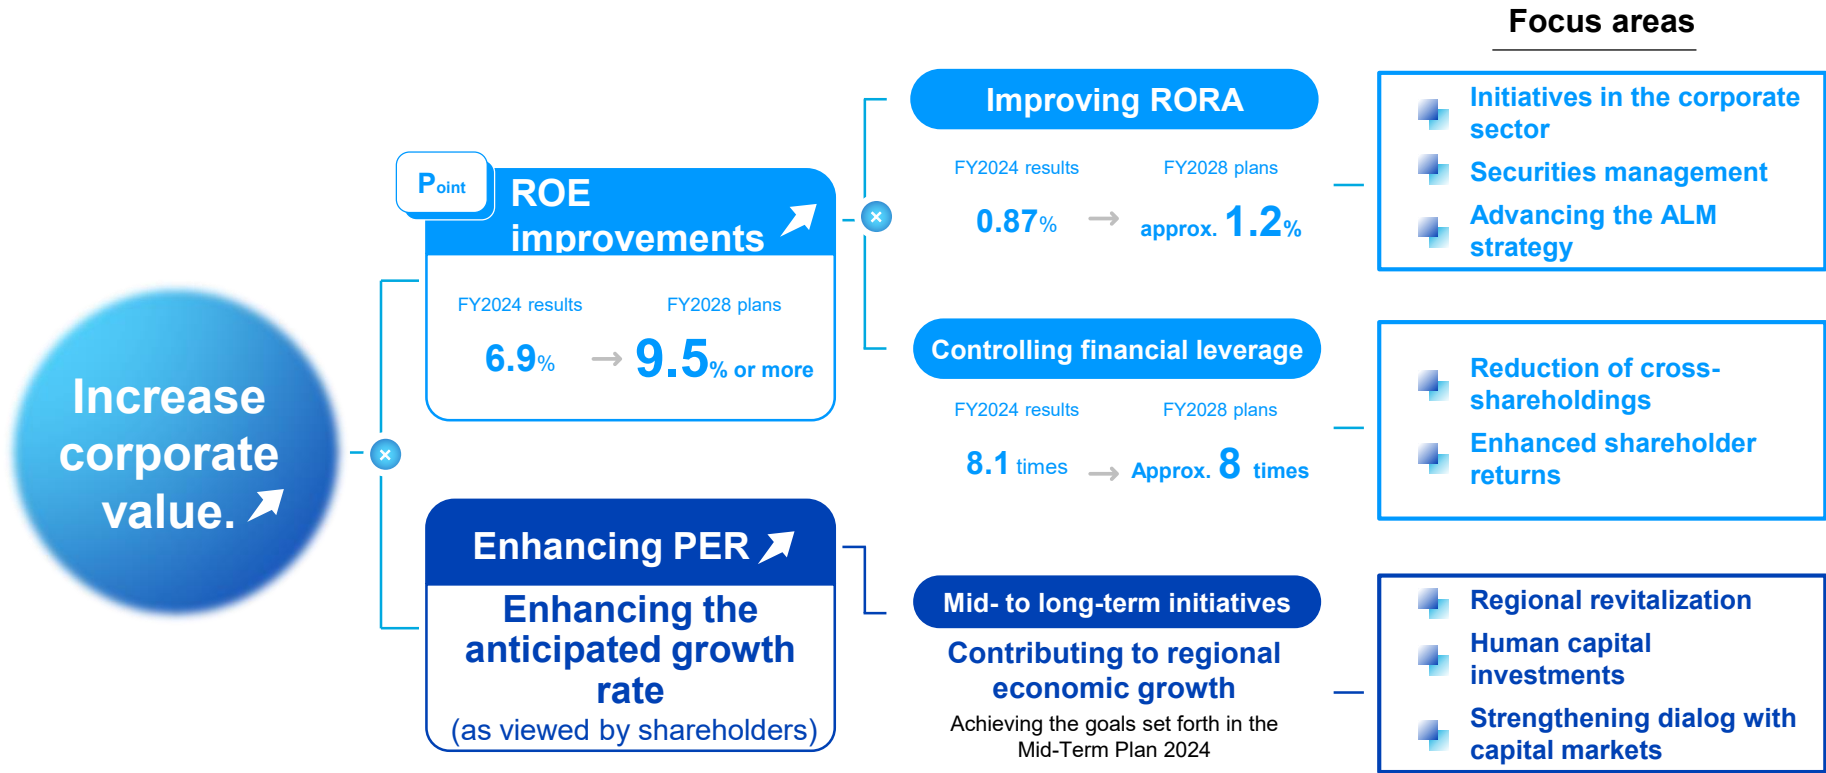 Focus areas
Increase
corporate
value.
×
Point
ROE
improvements
FY2024 results
FY2028 plans
6.9%
→
9.5% or more
×
Improving RORA
FY2024 results
FY2028 plans
0.87%
→
approx. 1.2%
Initiatives in the corporate
sector
Securities management
Advancing the ALM
strategy
Controlling financial leverage
FY2024 results
FY2028 plans
8.1 times
→
Approx. 8 times
Reduction of cross-
shareholdings
Enhanced shareholder
returns
Enhancing PER
Enhancing the
anticipated growth
rate
(as viewed by shareholders)
Mid- to long-term initiatives
Contributing to regional
economic growth
Achieving the goals set forth in the
Mid-Term Plan 2024
Regional revitalization
Human capital
investments
Strengthening dialog with
capital markets